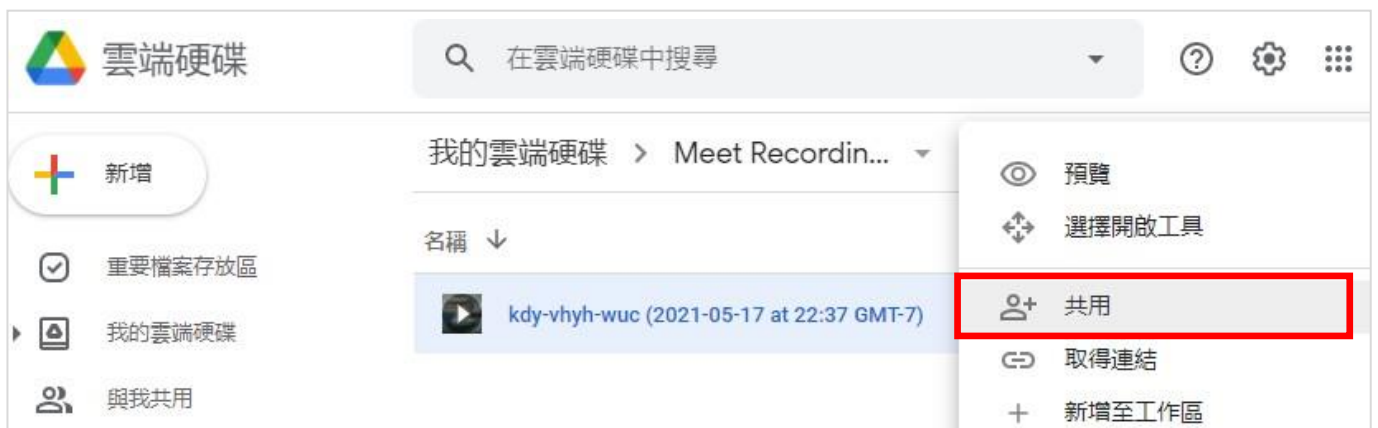 雲端硬碟
在雲端硬碟中搜尋
新增
重要檔案存放區
我的雲端硬碟
與我共用
我的雲端硬碟 > Meet Recordin...
名稱
kdy-vhyh-wuc (2021-05-17 at 22:37 GMT-7)
預覽
選擇開啟工具
共用
取得連結
新增至工作區